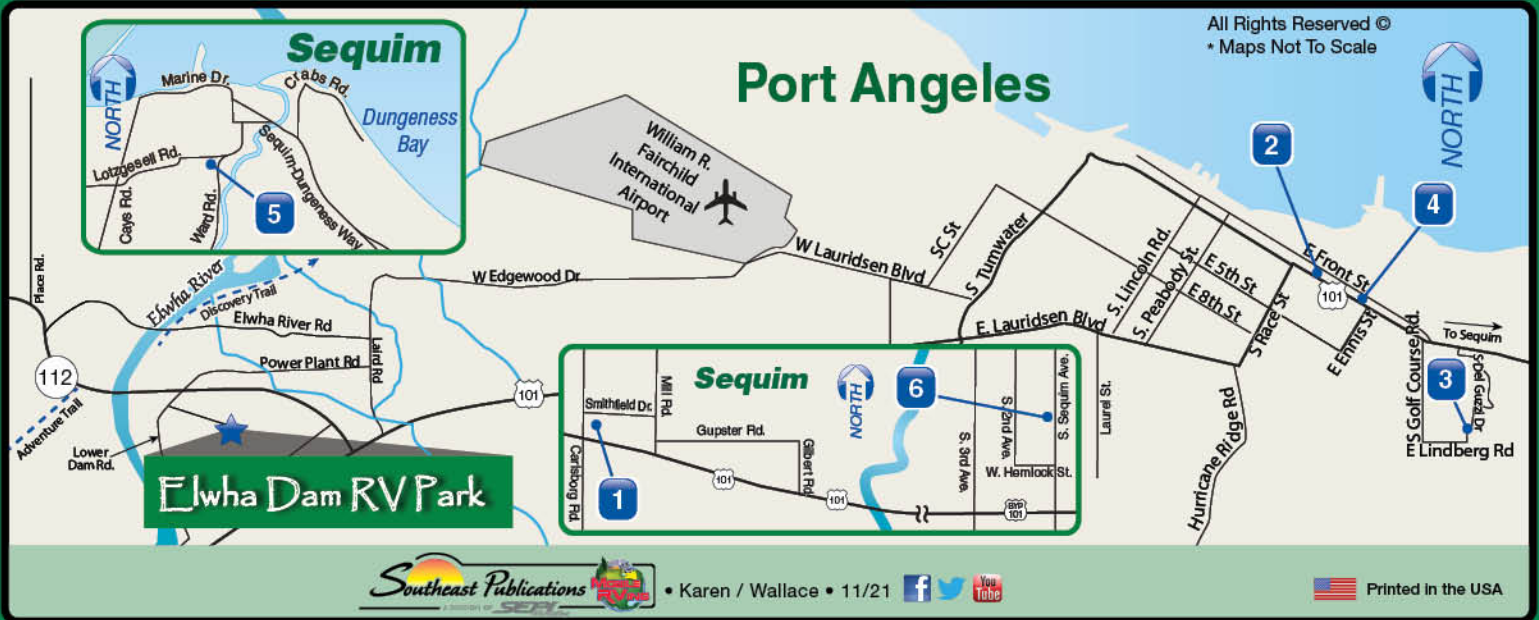 All Rights Reserved ©
* Maps Not To Scale
Port Angeles
NORTH
Sequim
NORTH
Marine Dr.
Crabs Rd.
Dungeness
Bay
Lotzgesell Rd.
Sequim-Dungeness Way
Cays Rd.
Ward Rd.
5
William R.
Fairchild
International
Airport
2
4
Place Rd.
Elwha River
Discovery Trail
W Edgewood Dr
W Lauridsen Blvd
SC St
S Tumwater
S. Lincoln Rd.
S. Peabody St.
E 5th St
E 8th St
E Front St
101
S Race St
E Ennis St
E. Lauridsen Blvd
To Sequim
Elwha River Rd
Power Plant Rd
Laird Rd
112
101
Adventure Trail
Lower
Dam Rd.
Elwha Dam RV Park
Sequim
NORTH
Smithfield Dr.
Mill Rd.
Gupster Rd.
Gilbert Rd
Carlsborg Rd.
1
101
101
6
S. 3rd Ave.
S. 2nd Ave.
S. Sequim Ave.
W. Hemlock St.
BYP
101
Laurel St.
Hurricane Ridge Rd
S Golf Course Rd.
3
S Del Guzzi Dr
E Lindberg Rd
Southeast Publications
A DIVISION OF SEPI
Mobile
RVing
• Karen / Wallace • 11/21
f
You
Tube
Printed in the USA